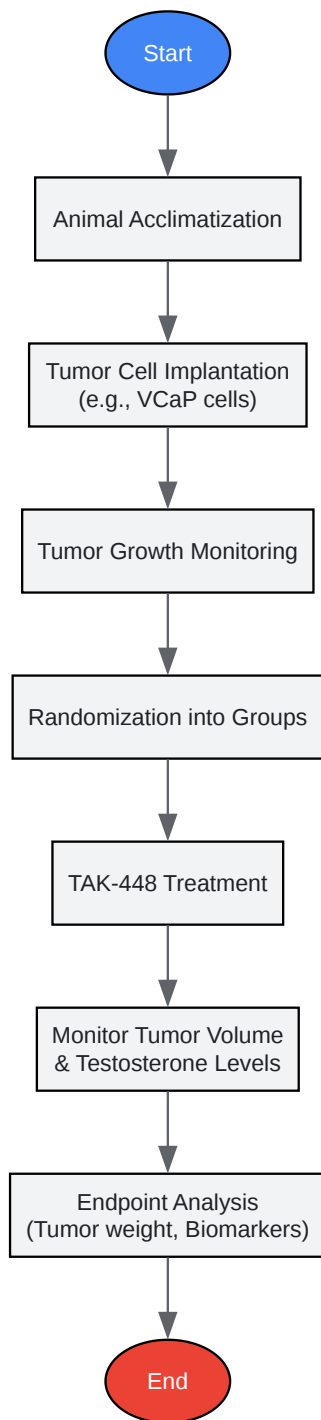 Start
Animal Acclimatization
Tumor Cell Implantation
(e.g., VCaP cells)
Tumor Growth Monitoring
Randomization into Groups
TAK-448 Treatment
Monitor Tumor Volume
& Testosterone Levels
Endpoint Analysis
(Tumor weight, Biomarkers)
End